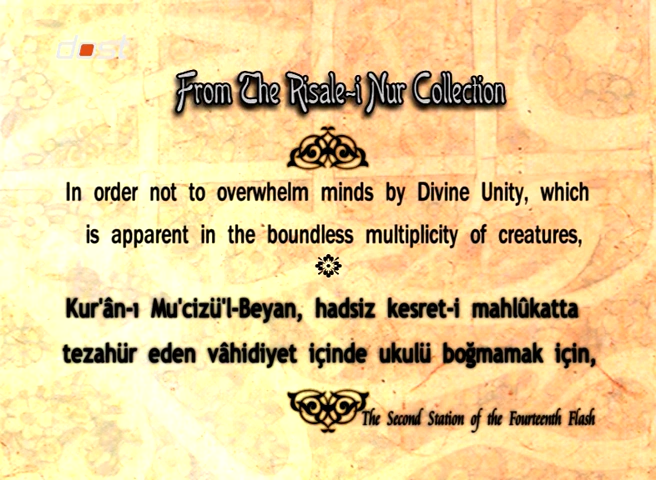 dost
From The Risale-i Nur Collection
In order not to overwhelm minds by Divine Unity, which
is apparent in the boundless multiplicity of creatures,
Kur'ân-ı Mu'cizü'l-Beyan, hadsiz kesret-i mahlûkatta
tezahür eden vâhidiyet içinde ukulü boğmamak için,
The Second Station of the Fourteenth Flash